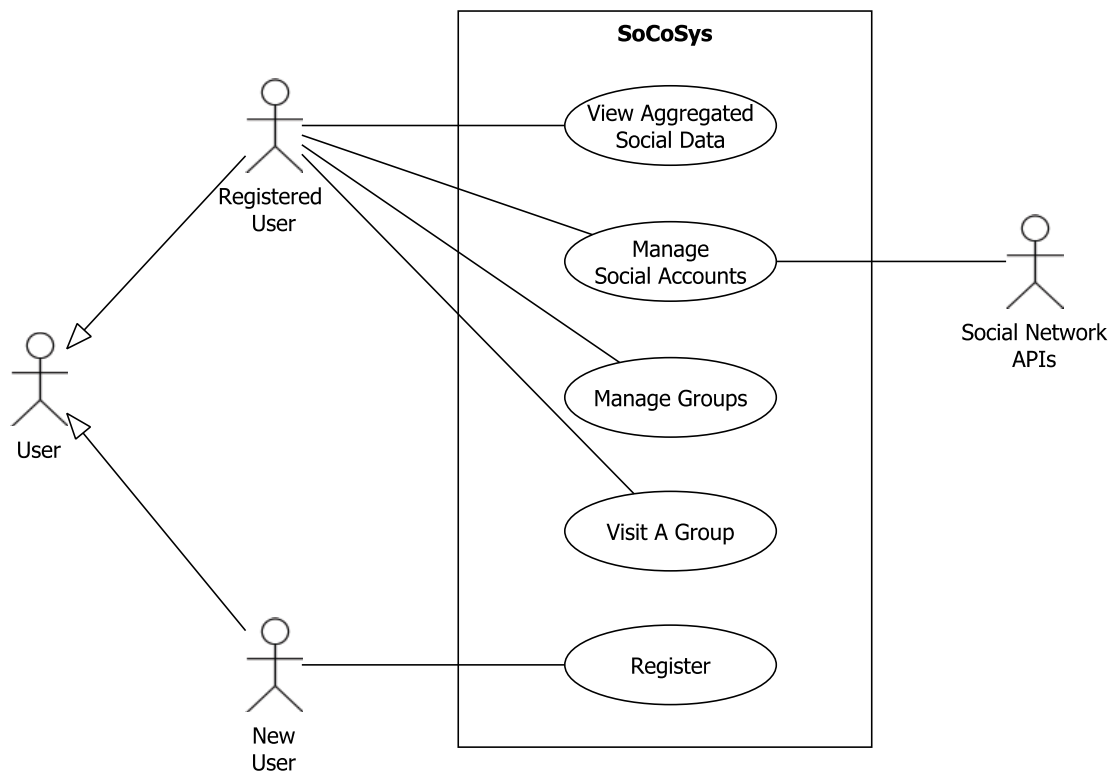 SoCoSys
View Aggregated
Social Data
Registered
User
Manage
Social Accounts
Social Network
APIs
Manage Groups
User
Visit A Group
Register
New
User